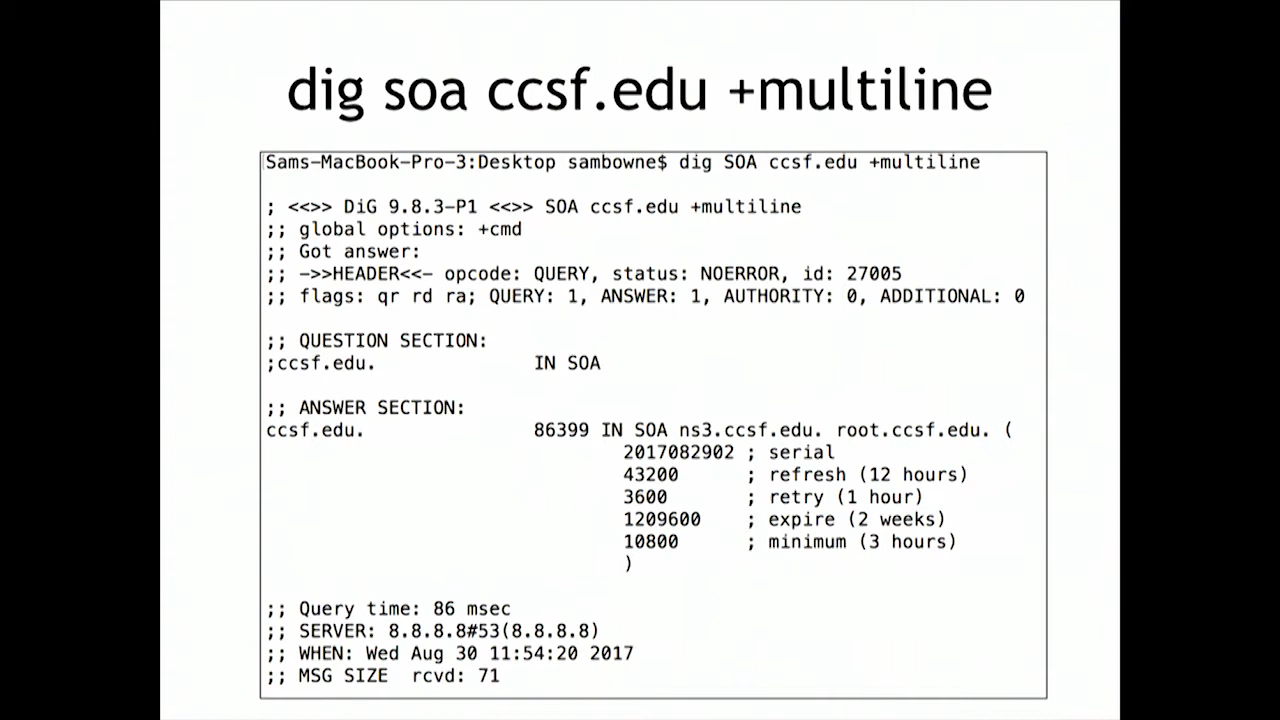 dig soa ccsf.edu +multiline
Sams-MacBook-Pro-3:Desktop sambowne$ dig SOA ccsf.edu +multiline
; <<>> DiG 9.8.3-P1 <<>> SOA ccsf.edu +multiline
;; global options: +cmd
;; Got answer:
;; ->>HEADER<<- opcode: QUERY, status: NOERROR, id: 27005
;; flags: qr rd ra; QUERY: 1, ANSWER: 1, AUTHORITY: 0, ADDITIONAL: 0
;; QUESTION SECTION:
;ccsf.edu. IN SOA
;; ANSWER SECTION:
ccsf.edu. 86399 IN SOA ns3.ccsf.edu. root.ccsf.edu. (
2017082902 ; serial
43200 ; refresh (12 hours)
3600 ; retry (1 hour)
1209600 ; expire (2 weeks)
10800 ; minimum (3 hours)
)
;; Query time: 86 msec
;; SERVER: 8.8.8.8#53(8.8.8.8)
;; WHEN: Wed Aug 30 11:54:20 2017
;; MSG SIZE rcvd: 71